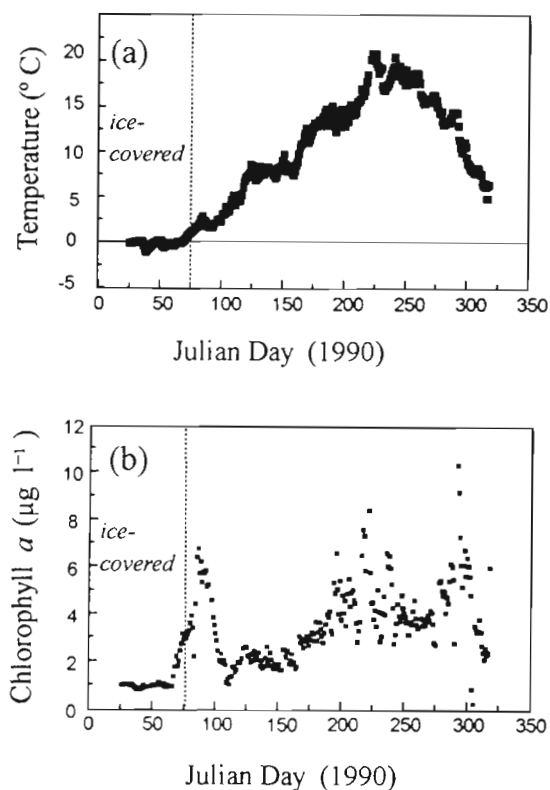 (a)
Temperature (° C)
20
15
10
5
0
-5
ice-
covered
0 50 100 150 200 250 300 350
Julian Day (1990)
(b)
Chlorophyll a (µg l⁻¹)
12
10
8
6
4
2
0
ice-
covered
0 50 100 150 200 250 300 350
Julian Day (1990)